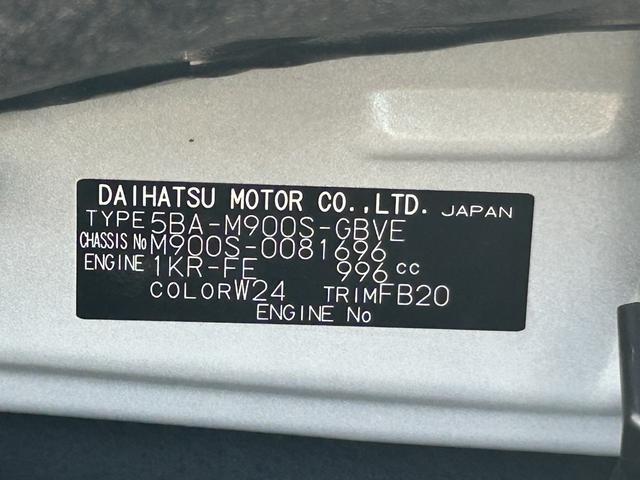 DAIHATSU MOTOR CO.,LTD. JAPAN
TYPE 5BA-M900S-GBVE
CHASSIS No M900S-0081696
ENGINE 1KR-FE 996 cc
COLOR W24 TRIM FB20
ENGINE No